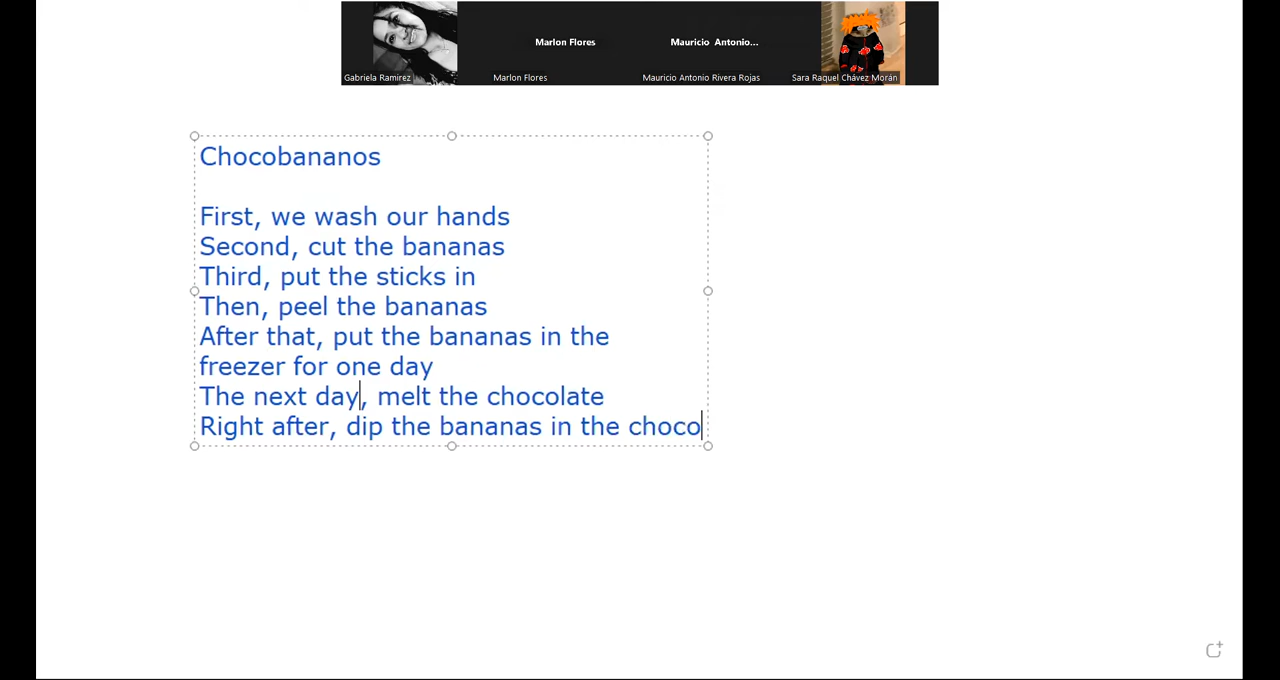 Marlon Flores
Mauricio Antonio...
Gabriela Ramirez
Marlon Flores
Mauricio Antonio Rivera Rojas
Sara Raquel Chávez Morán
Chocobananos
First, we wash our hands
Second, cut the bananas
Third, put the sticks in
Then, peel the bananas
After that, put the bananas in the
freezer for one day
The next day, melt the chocolate
Right after, dip the bananas in the choco